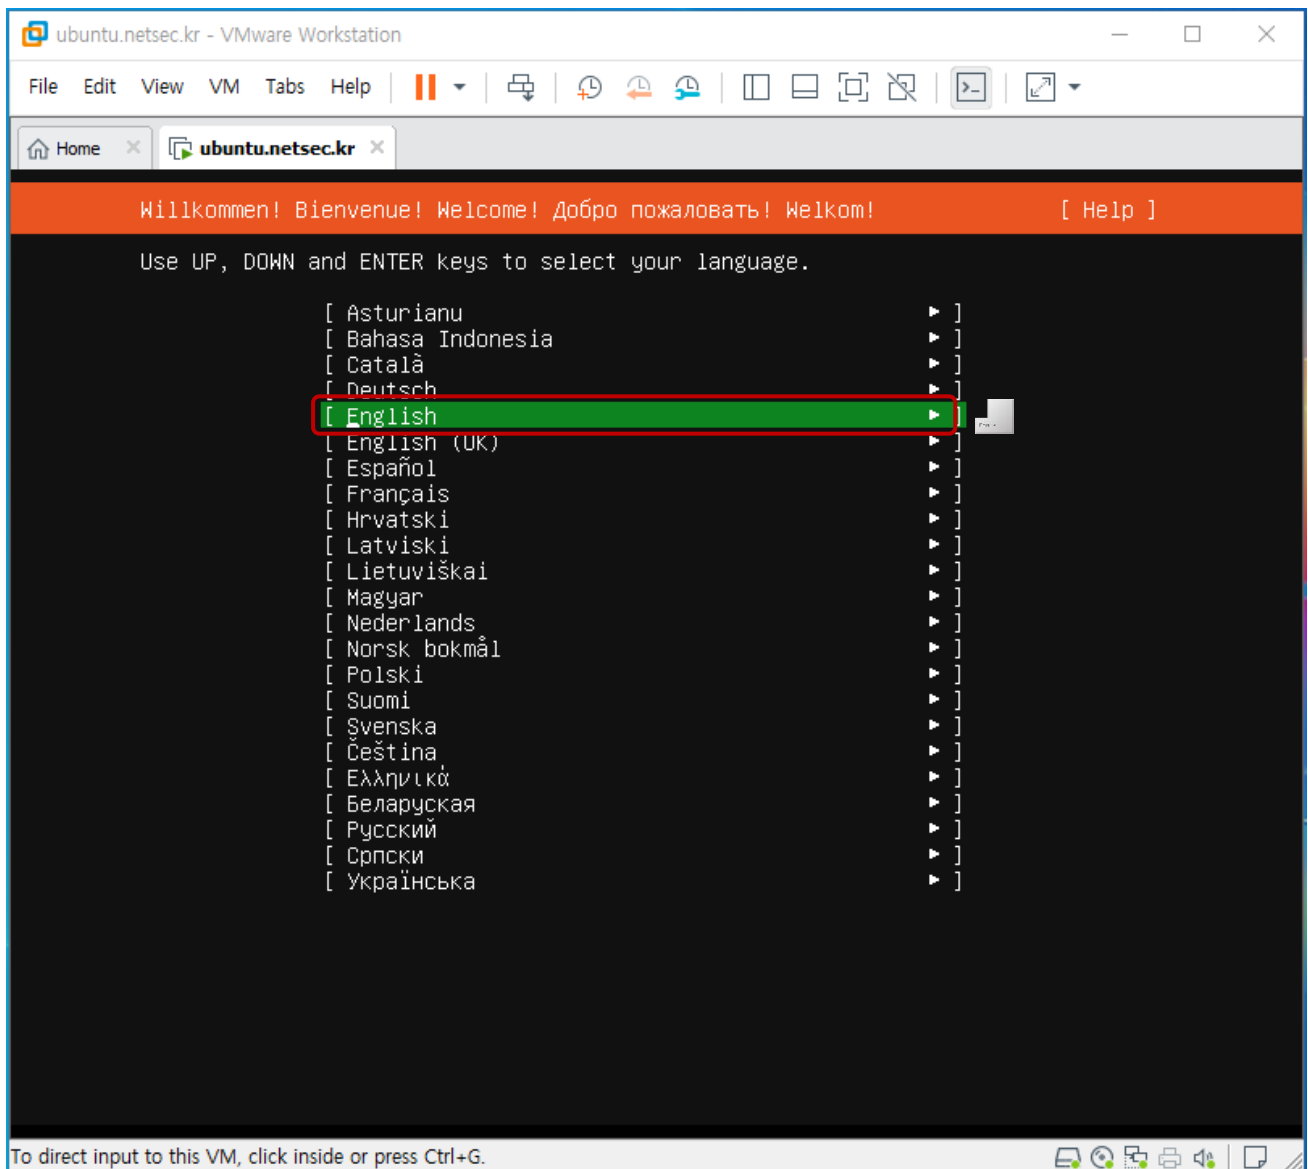 ubuntu.netsec.kr - VMware Workstation
File Edit View VM Tabs Help
Home ubuntu.netsec.kr
Willkommen! Bienvenue! Welcome! Добро пожаловать! Welkom! [ Help ]
Use UP, DOWN and ENTER keys to select your language.
[ Asturianu ▸ ]
[ Bahasa Indonesia ▸ ]
[ Català ▸ ]
[ Deutsch ▸ ]
[ English ▸ ]
[ English (UK) ▸ ]
[ Español ▸ ]
[ Français ▸ ]
[ Hrvatski ▸ ]
[ Latviski ▸ ]
[ Lietuviškai ▸ ]
[ Magyar ▸ ]
[ Nederlands ▸ ]
[ Norsk bokmål ▸ ]
[ Polski ▸ ]
[ Suomi ▸ ]
[ Svenska ▸ ]
[ Čeština ▸ ]
[ Ελληνικά ▸ ]
[ Беларуская ▸ ]
[ Русский ▸ ]
[ Српски ▸ ]
[ Українська ▸ ]
To direct input to this VM, click inside or press Ctrl+G.